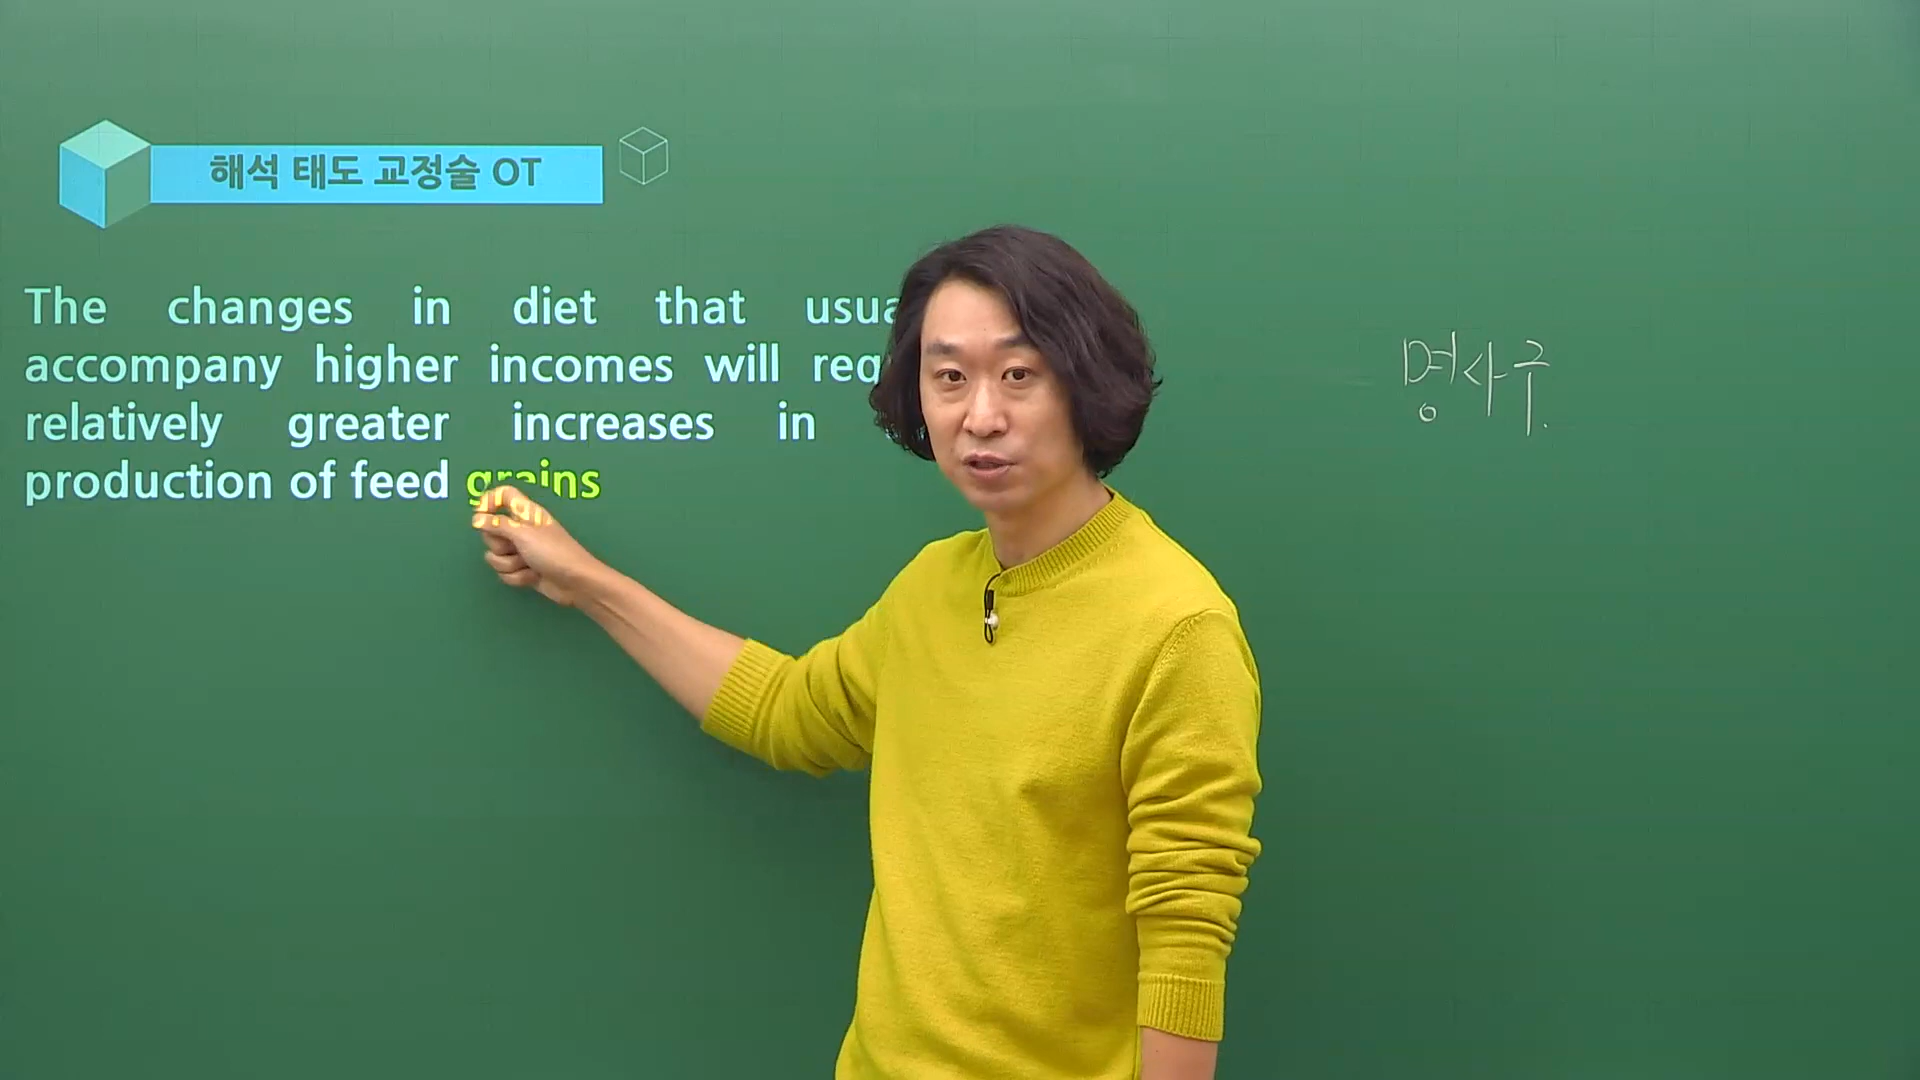 해석 태도 교정술 OT
The changes in diet that
accompany higher incomes will
relatively greater increases in
production of feed grains
명사구.